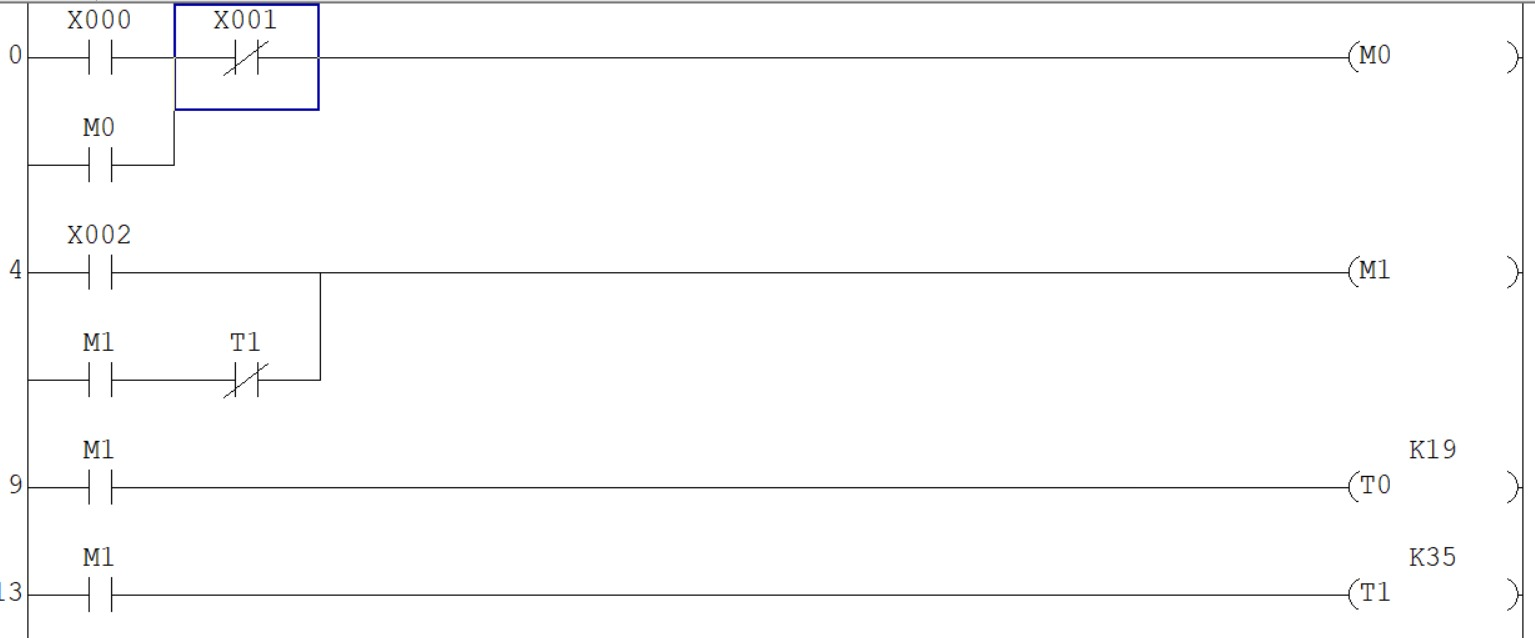 X000 X001
0 (M0 )
M0
X002
4 (M1 )
M1 T1
M1 K19
9 (T0 )
M1 K35
13 (T1 )